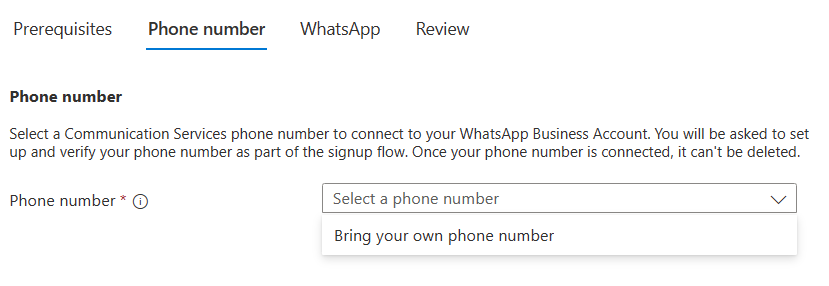 Prerequisites Phone number WhatsApp Review
Phone number
Select a Communication Services phone number to connect to your WhatsApp Business Account. You will be asked to set
up and verify your phone number as part of the signup flow. Once your phone number is connected, it can't be deleted.
Phone number * Select a phone number
Bring your own phone number